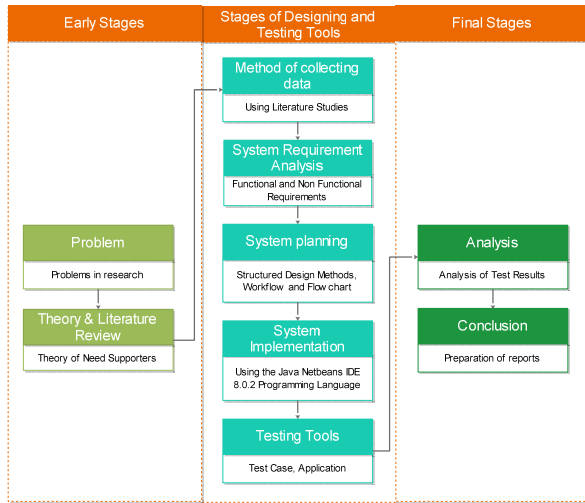 Early Stages
Stages of Designing and
Testing Tools
Final Stages
Problem
Problems in research
Theory & Literature
Review
Theory of Need Supporters
Method of collecting
data
Using Literature Studies
System Requirement
Analysis
Functional and Non Functional
Requirements
System planning
Structured Design Methods,
Workflow and Flow chart
System
Implementation
Using the Java Netbeans IDE
8.0.2 Programming Language
Testing Tools
Test Case, Application
Analysis
Analysis of Test Results
Conclusion
Preparation of reports